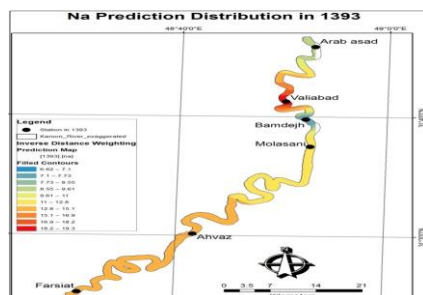 Na Prediction Distribution in 1393
48°40'0"E
49°0'0"E
Arab asad
Valiabad
Bamdejh
Molasani
Ahvaz
Farsiat
Legend
Station in 1393
Karoon_River_exaggerated
Inverse Distance Weighting
Prediction Map
[1393].[na]
Filled Contours
6.62 – 7.1
7.1 – 7.73
7.73 – 8.55
8.55 – 9.61
9.61 – 11
11 – 12.8
12.8 – 15.1
15.1 – 16.9
16.9 – 18.2
18.2 – 19.3
0 3.5 7 14 21